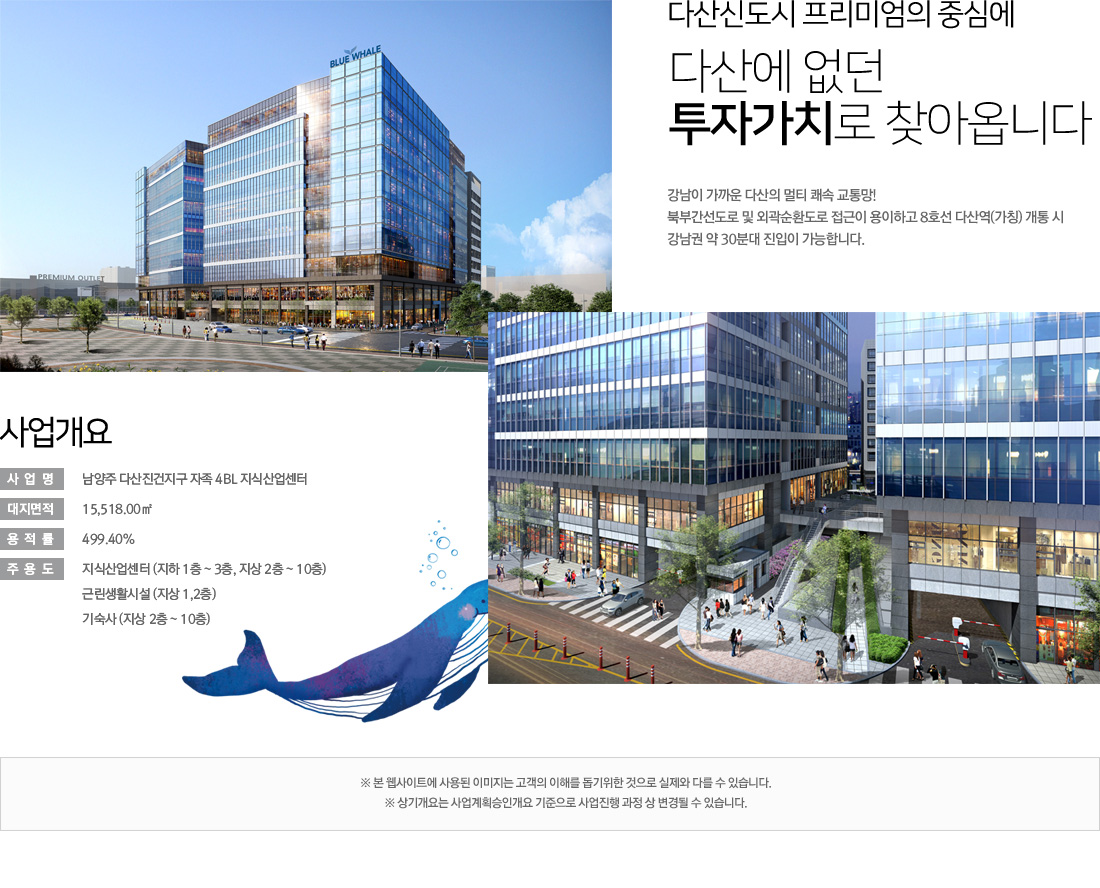 BLUE WHALE
PREMIUM OUTLET
다산신도시 프리미엄의 중심에
다산에 없던
투자가치로 찾아옵니다
강남이 가까운 다산의 멀티 쾌속 교통망!
북부간선도로 및 외곽순환도로 접근이 용이하고 8호선 다산역(가칭) 개통 시
강남권 약 30분대 진입이 가능합니다.
사업개요
사 업 명 남양주 다산진건지구 자족 4BL 지식산업센터
대지면적 15,518.00㎡
용 적 률 499.40%
주 용 도 지식산업센터 (지하 1층 ~ 3층, 지상 2층 ~ 10층)
근린생활시설 (지상 1,2층)
기숙사 (지상 2층 ~ 10층)
※ 본 웹사이트에 사용된 이미지는 고객의 이해를 돕기위한 것으로 실제와 다를 수 있습니다.
※ 상기개요는 사업계획승인개요 기준으로 사업진행 과정 상 변경될 수 있습니다.